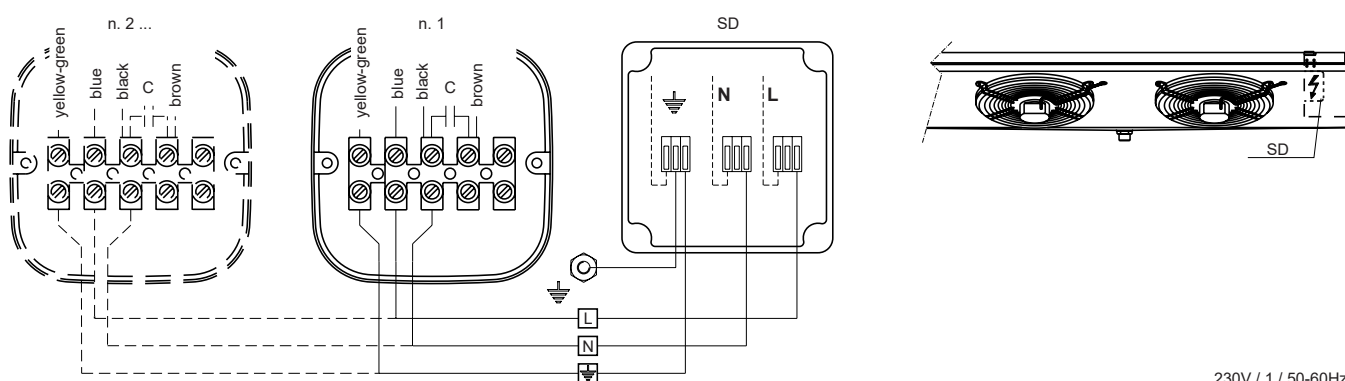 n. 2 ...
yellow-green
blue
black
C
brown
n. 1
yellow-green
blue
black
C
brown
SD
N
L
SD
L
N
230V / 1 / 50-60Hz